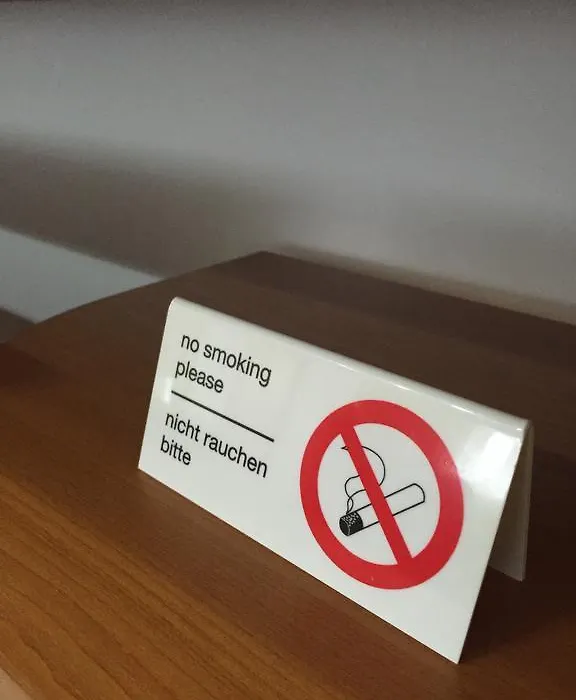 no smoking
please
nicht rauchen
bitte